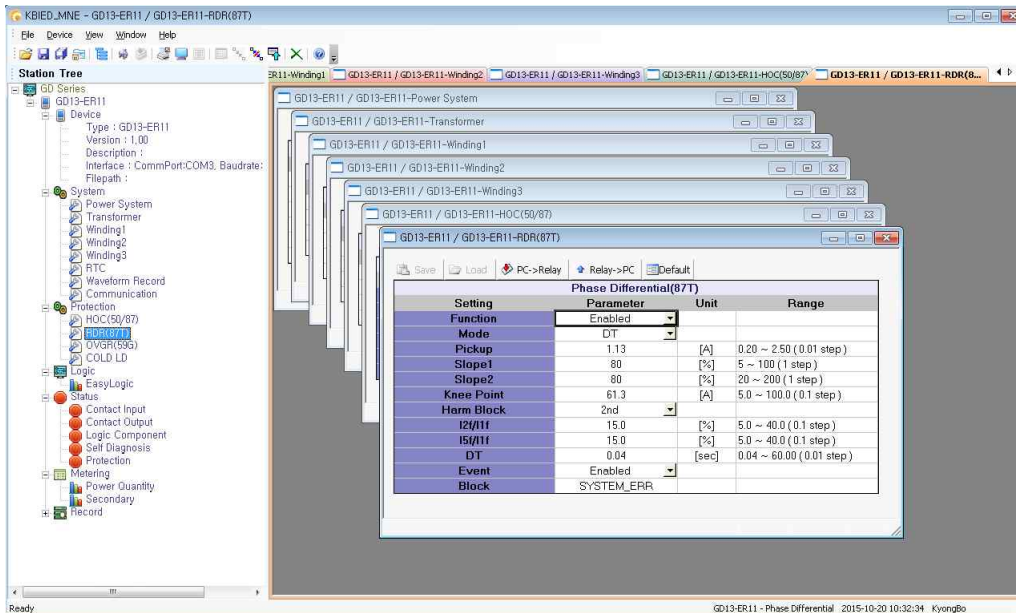 KBIED_MNE - GD13-ER11 / GD13-ER11-RDR(87T)
File Device View Window Help
Station Tree
ER11-Winding1 GD13-ER11 / GD13-ER11-Winding2 GD13-ER11 / GD13-ER11-Winding3 GD13-ER11 / GD13-ER11-HOC(50/87) GD13-ER11 / GD13-ER11-RDR(8...
GD Series
GD13-ER11
Device
Type : GD13-ER11
Version : 1,00
Description :
Interface : CommPort:COM3, Baudrate:
Filepath :
System
Power System
Transformer
Winding1
Winding2
Winding3
RTC
Waveform Record
Communication
Protection
HOC(50/87)
RDR(87T)
OVGR(59G)
COLD LD
Logic
EasyLogic
Status
Contact Input
Contact Output
Logic Component
Self Diagnosis
Protection
Metering
Power Quantity
Secondary
Record
GD13-ER11 / GD13-ER11-Power System
GD13-ER11 / GD13-ER11-Transformer
GD13-ER11 / GD13-ER11-Winding1
GD13-ER11 / GD13-ER11-Winding2
GD13-ER11 / GD13-ER11-Winding3
GD13-ER11 / GD13-ER11-HOC(50/87)
GD13-ER11 / GD13-ER11-RDR(87T)
Save Load PC->Relay Relay->PC Default
Phase Differential(87T)
Setting Parameter Unit Range
Function Enabled
Mode DT
Pickup 1.13 [A] 0.20 ~ 2.50 ( 0.01 step )
Slope1 80 [%] 5 ~ 100 ( 1 step )
Slope2 80 [%] 20 ~ 200 ( 1 step )
Knee Point 61.3 [A] 5.0 ~ 100.0 ( 0.1 step )
Harm Block 2nd
I2f/I1f 15.0 [%] 5.0 ~ 40.0 ( 0.1 step )
I5f/I1f 15.0 [%] 5.0 ~ 40.0 ( 0.1 step )
DT 0.04 [sec] 0.04 ~ 60.00 ( 0.01 step )
Event Enabled
Block SYSTEM_ERR
Ready
GD13-ER11 - Phase Differential 2015-10-20 10:32:34 KyongBo